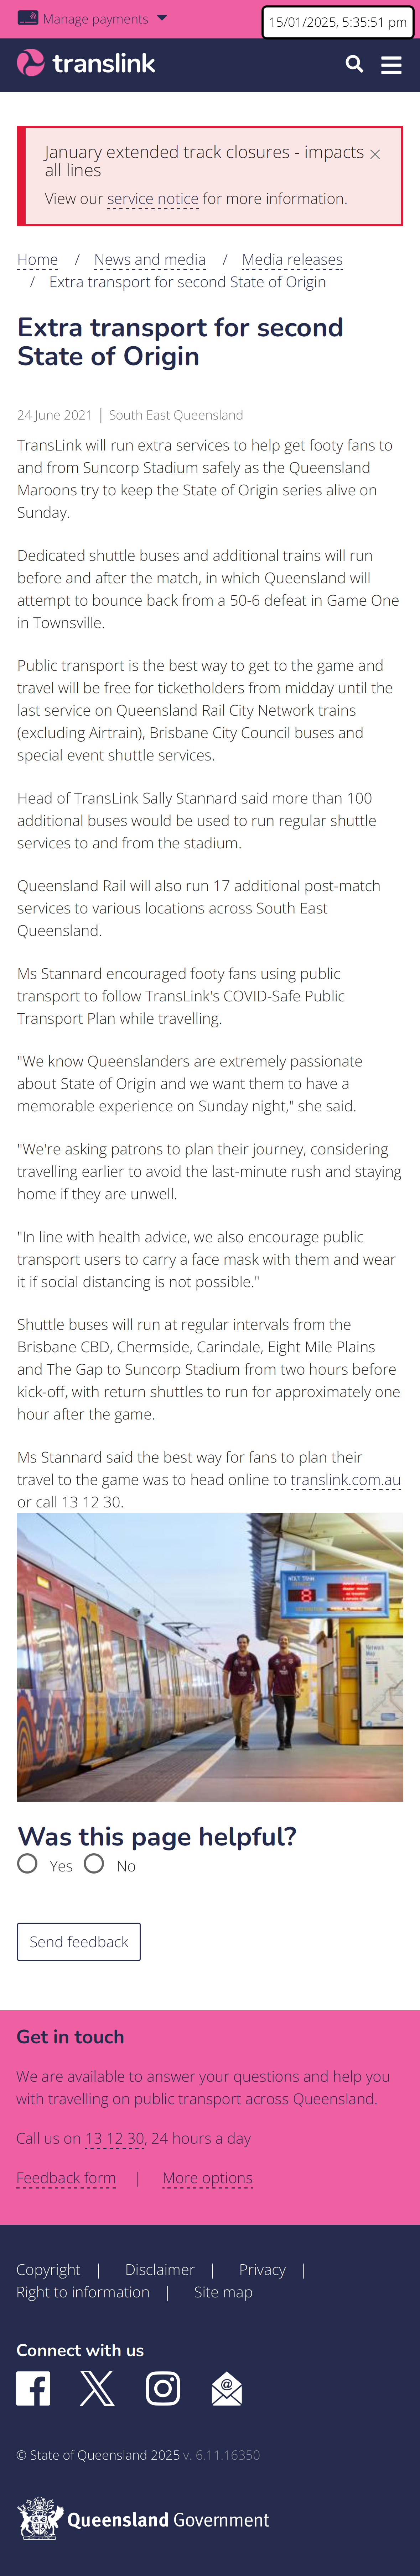 Manage payments
15/01/2025, 5:35:51 pm
translink
January extended track closures - impacts
all lines
View our service notice for more information.
Home / News and media / Media releases
/ Extra transport for second State of Origin
Extra transport for second
State of Origin
24 June 2021 | South East Queensland
TransLink will run extra services to help get footy fans to
and from Suncorp Stadium safely as the Queensland
Maroons try to keep the State of Origin series alive on
Sunday.
Dedicated shuttle buses and additional trains will run
before and after the match, in which Queensland will
attempt to bounce back from a 50-6 defeat in Game One
in Townsville.
Public transport is the best way to get to the game and
travel will be free for ticketholders from midday until the
last service on Queensland Rail City Network trains
(excluding Airtrain), Brisbane City Council buses and
special event shuttle services.
Head of TransLink Sally Stannard said more than 100
additional buses would be used to run regular shuttle
services to and from the stadium.
Queensland Rail will also run 17 additional post-match
services to various locations across South East
Queensland.
Ms Stannard encouraged footy fans using public
transport to follow TransLink's COVID-Safe Public
Transport Plan while travelling.
"We know Queenslanders are extremely passionate
about State of Origin and we want them to have a
memorable experience on Sunday night," she said.
"We're asking patrons to plan their journey, considering
travelling earlier to avoid the last-minute rush and staying
home if they are unwell.
"In line with health advice, we also encourage public
transport users to carry a face mask with them and wear
it if social distancing is not possible."
Shuttle buses will run at regular intervals from the
Brisbane CBD, Chermside, Carindale, Eight Mile Plains
and The Gap to Suncorp Stadium from two hours before
kick-off, with return shuttles to run for approximately one
hour after the game.
Ms Stannard said the best way for fans to plan their
travel to the game was to head online to translink.com.au
or call 13 12 30.
8
Was this page helpful?
Yes No
Send feedback
Get in touch
We are available to answer your questions and help you
with travelling on public transport across Queensland.
Call us on 13 12 30, 24 hours a day
Feedback form | More options
Copyright | Disclaimer | Privacy |
Right to information | Site map
Connect with us
© State of Queensland 2025 v. 6.11.16350
Queensland Government